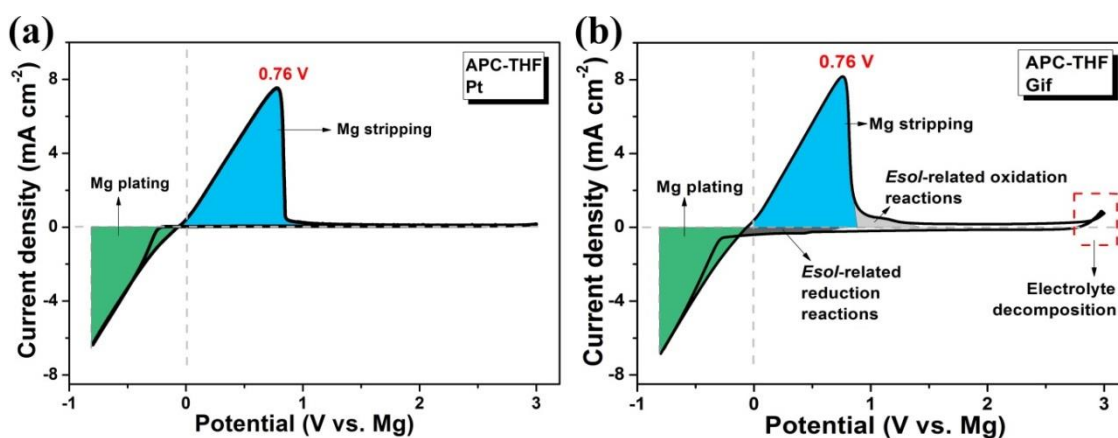 (a)
Current density (mA cm⁻²)
8
4
0
-4
-8
-1
0
1
2
3
Potential (V vs. Mg)
0.76 V
APC-THF
Pt
Mg stripping
Mg plating
(b)
Current density (mA cm⁻²)
8
4
0
-4
-8
-1
0
1
2
3
Potential (V vs. Mg)
0.76 V
APC-THF
Gif
Mg stripping
Mg plating
Esol-related oxidation
reactions
Esol-related
reduction
reactions
Electrolyte
decomposition